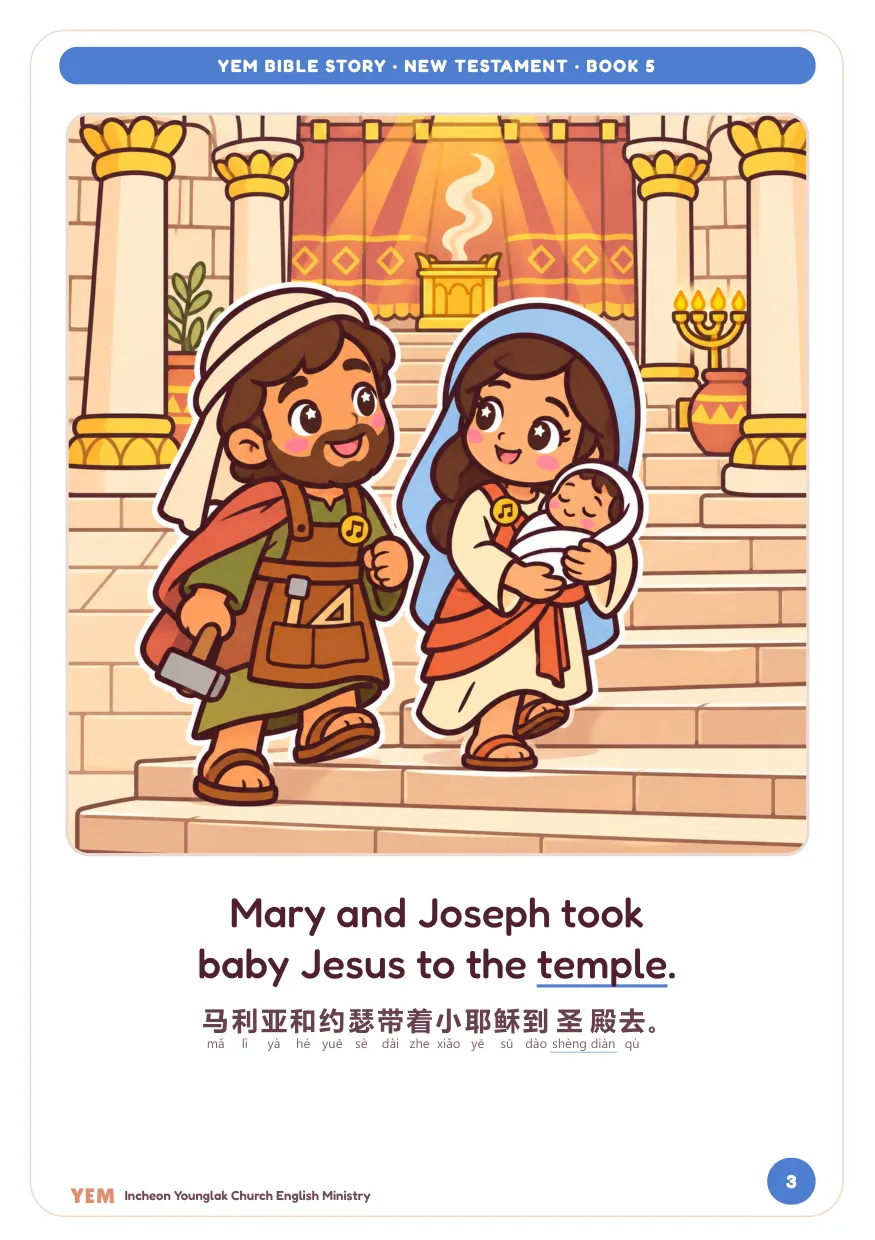 YEM BIBLE STORY · NEW TESTAMENT · BOOK 5
Mary and Joseph took
baby Jesus to the temple.
马利亚和约瑟带着小耶稣到圣殿去。
mǎ lì yà hé yuē sè dài zhe xiǎo yē sū dào shèng diàn qù
YEM Incheon Younglak Church English Ministry
3